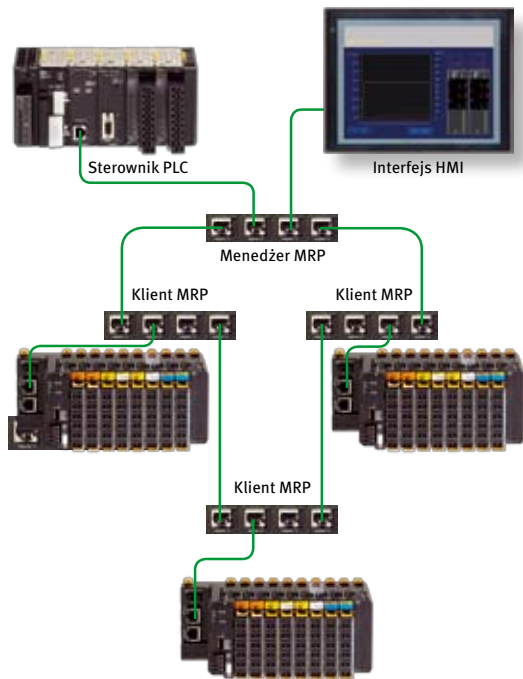 Sterownik PLC
Interfejs HMI
Menedżer MRP
Klient MRP
Klient MRP
Klient MRP